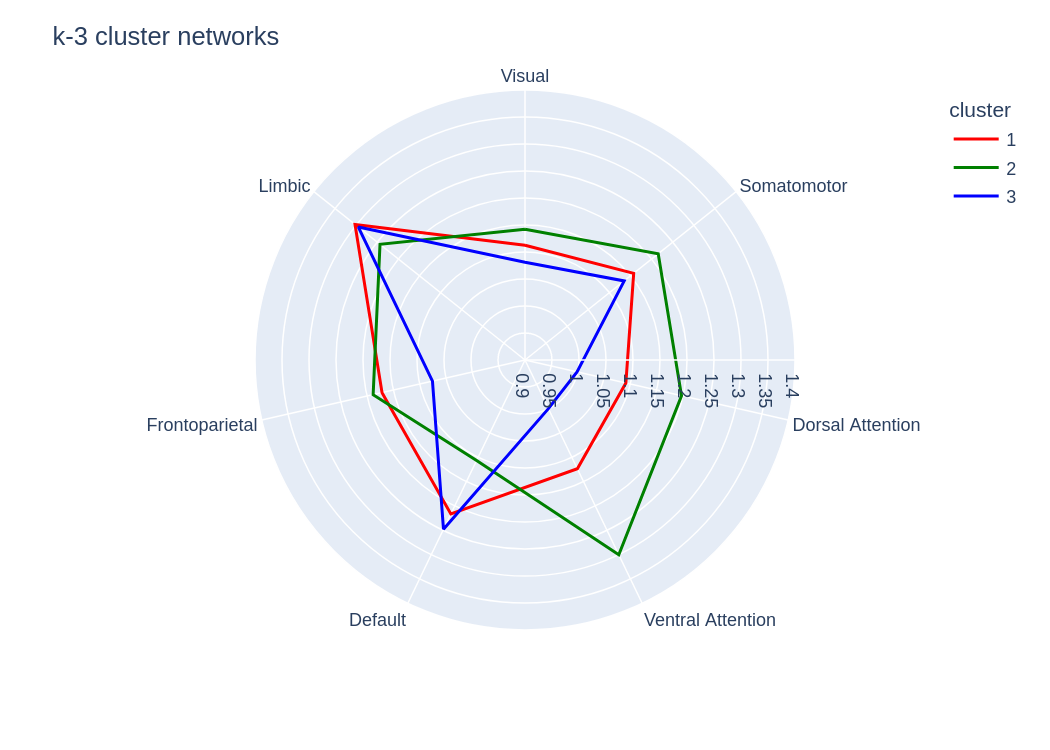 k-3 cluster networks
Visual
cluster
1
2
3
Limbic
Somatomotor
0.9
0.95
1
1.05
1.1
1.15
1.2
1.25
1.3
1.35
1.4
Frontoparietal
Dorsal Attention
Default
Ventral Attention